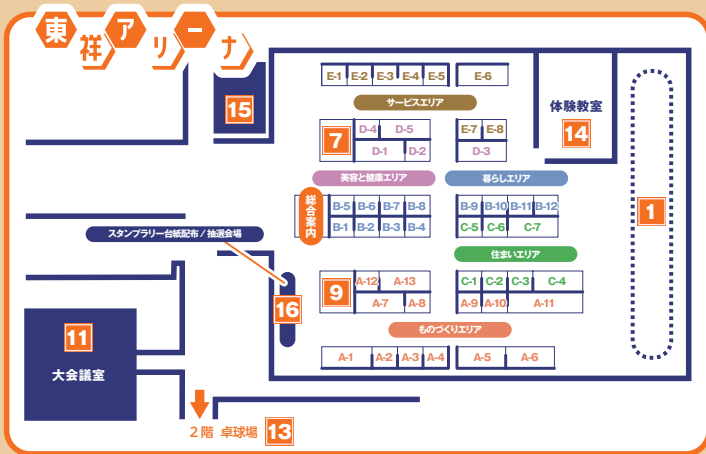 東祥アリーナ
15
E-1 E-2 E-3 E-4 E-5 E-6
サービスエリア
体験教室
14
7
D-4 D-5
D-1 D-2
E-7 E-8
D-3
美容と健康エリア
暮らしエリア
1
総合案内
B-5 B-6 B-7 B-8
B-1 B-2 B-3 B-4
B-9 B-10 B-11 B-12
C-5 C-6 C-7
スタンプラリー台紙配布 / 抽選会場
住まいエリア
16
9
A-12 A-13
A-7 A-8
C-1 C-2 C-3 C-4
A-9 A-10 A-11
ものづくりエリア
11
大会議室
A-1 A-2 A-3 A-4 A-5 A-6
2階 卓球場 13